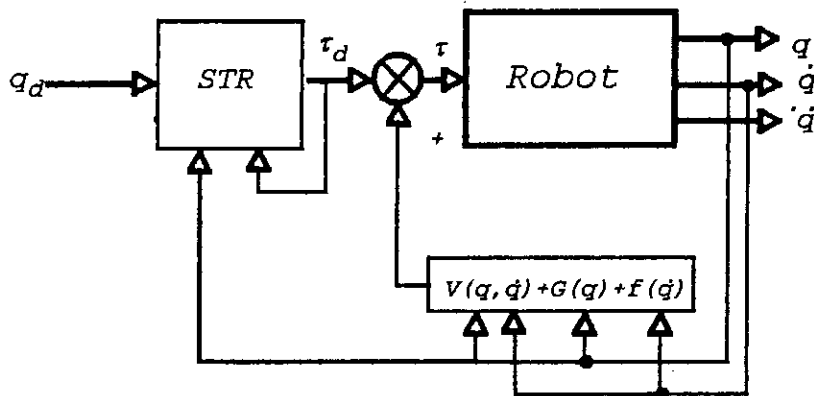 q_d
STR
τ_d
τ
+
Robot
q
q̇
q̈
V(q,q̇)+G(q)+f(q̇)